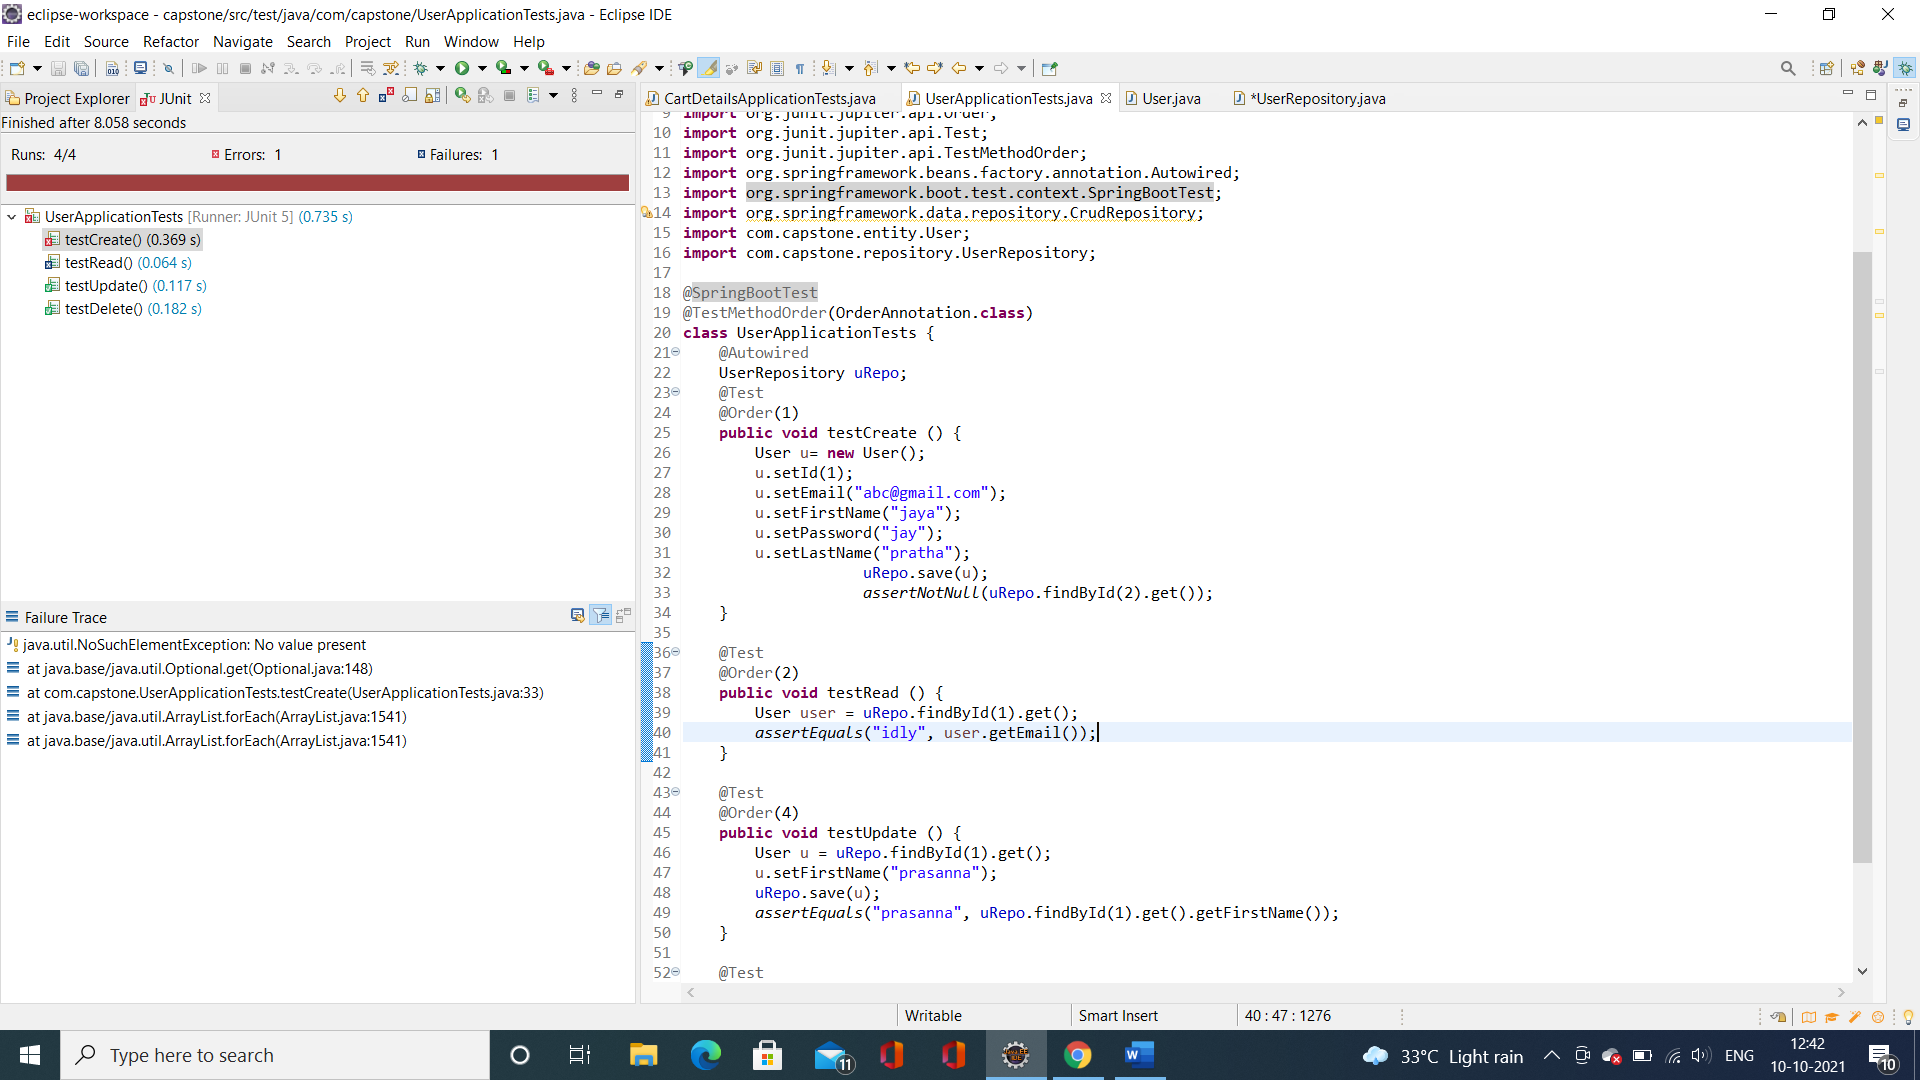 eclipse-workspace - capstone/src/test/java/com/capstone/UserApplicationTests.java - Eclipse IDE
File Edit Source Refactor Navigate Search Project Run Window Help
Project Explorer JUnit
CartDetailsApplicationTests.java UserApplicationTests.java User.java *UserRepository.java
Finished after 8.058 seconds
Runs: 4/4 Errors: 1 Failures: 1
UserApplicationTests [Runner: JUnit 5] (0.735 s)
testCreate() (0.369 s)
testRead() (0.064 s)
testUpdate() (0.117 s)
testDelete() (0.182 s)
Failure Trace
java.util.NoSuchElementException: No value present
at java.base/java.util.Optional.get(Optional.java:148)
at com.capstone.UserApplicationTests.testCreate(UserApplicationTests.java:33)
at java.base/java.util.ArrayList.forEach(ArrayList.java:1541)
at java.base/java.util.ArrayList.forEach(ArrayList.java:1541)
9 import org.junit.jupiter.api.Order;
10 import org.junit.jupiter.api.Test;
11 import org.junit.jupiter.api.TestMethodOrder;
12 import org.springframework.beans.factory.annotation.Autowired;
13 import org.springframework.boot.test.context.SpringBootTest;
14 import org.springframework.data.repository.CrudRepository;
15 import com.capstone.entity.User;
16 import com.capstone.repository.UserRepository;
17
18 @SpringBootTest
19 @TestMethodOrder(OrderAnnotation.class)
20 class UserApplicationTests {
21 @Autowired
22 UserRepository uRepo;
23 @Test
24 @Order(1)
25 public void testCreate () {
26 User u= new User();
27 u.setId(1);
28 u.setEmail("abc@gmail.com");
29 u.setFirstName("jaya");
30 u.setPassword("jay");
31 u.setLastName("pratha");
32 uRepo.save(u);
33 assertNotNull(uRepo.findById(2).get());
34 }
35
36 @Test
37 @Order(2)
38 public void testRead () {
39 User user = uRepo.findById(1).get();
40 assertEquals("idly", user.getEmail());
41 }
42
43 @Test
44 @Order(4)
45 public void testUpdate () {
46 User u = uRepo.findById(1).get();
47 u.setFirstName("prasanna");
48 uRepo.save(u);
49 assertEquals("prasanna", uRepo.findById(1).get().getFirstName());
50 }
51
52 @Test
Writable Smart Insert 40 : 47 : 1276
Type here to search
11
33°C Light rain ENG
12:42
10-10-2021
10